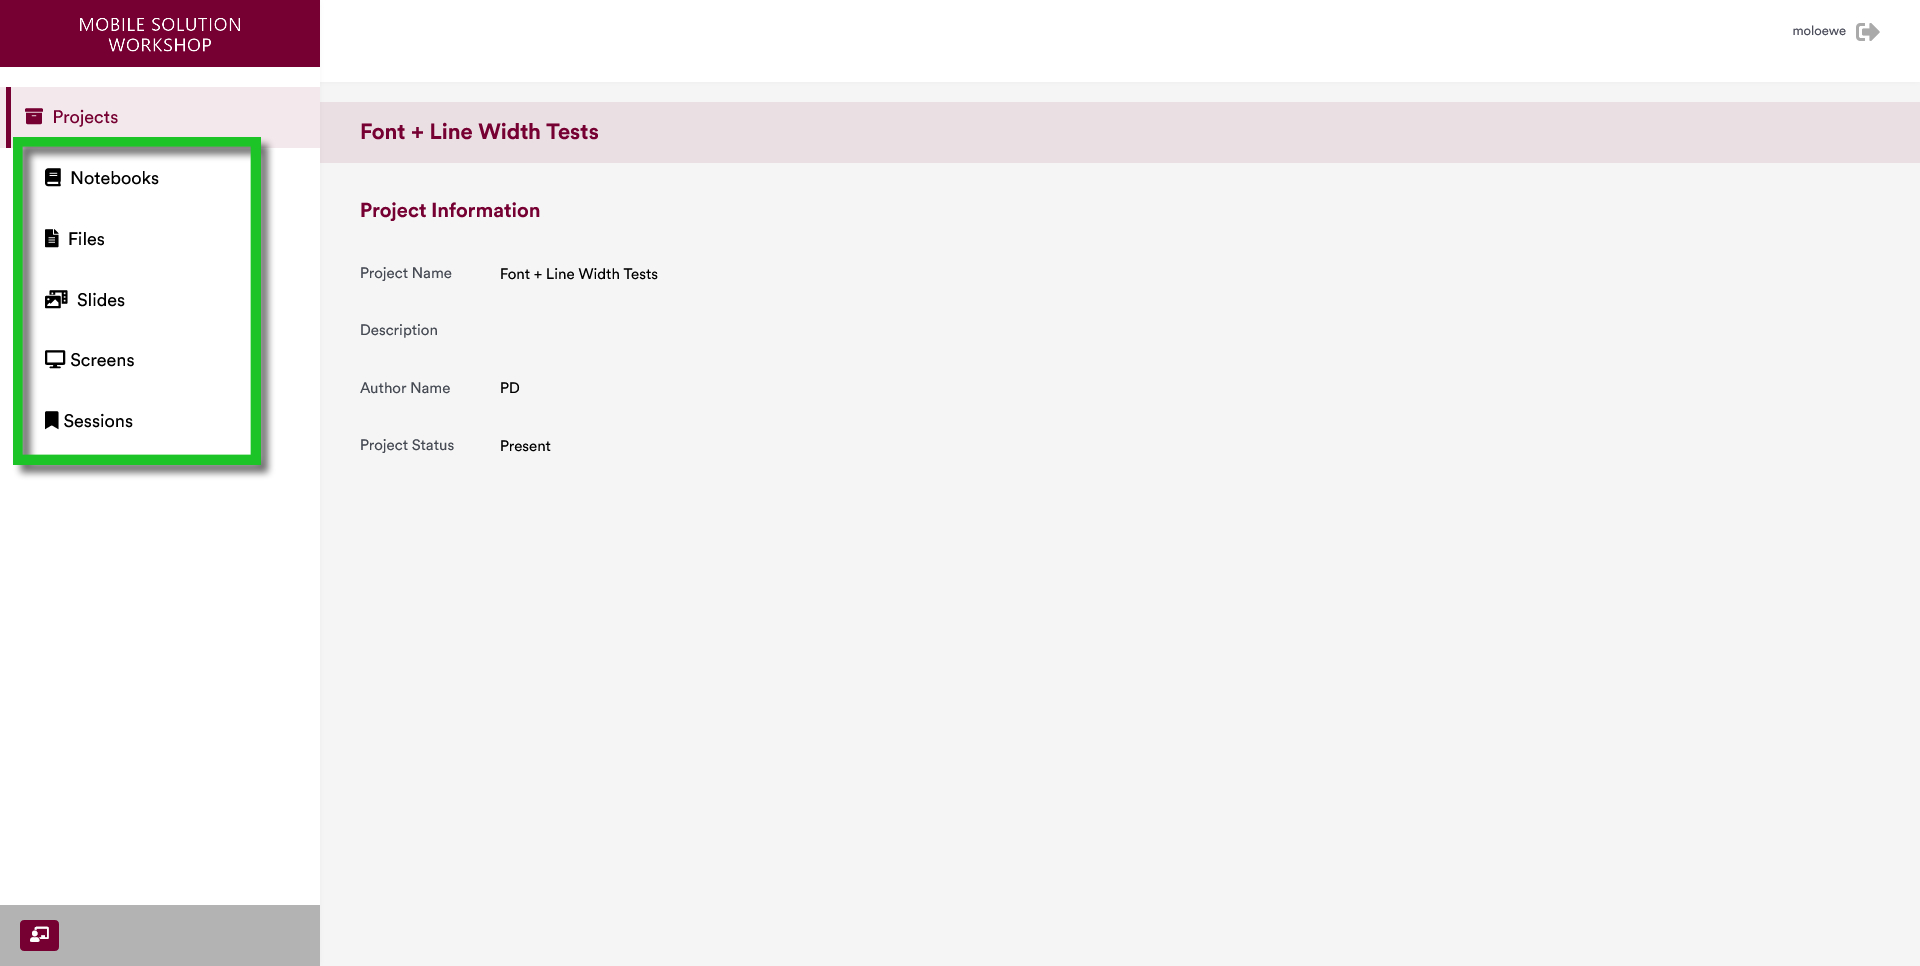 MOBILE SOLUTION
WORKSHOP
moloewe
Projects
Notebooks
Files
Slides
Screens
Sessions
Font + Line Width Tests
Project Information
Project Name Font + Line Width Tests
Description
Author Name PD
Project Status Present